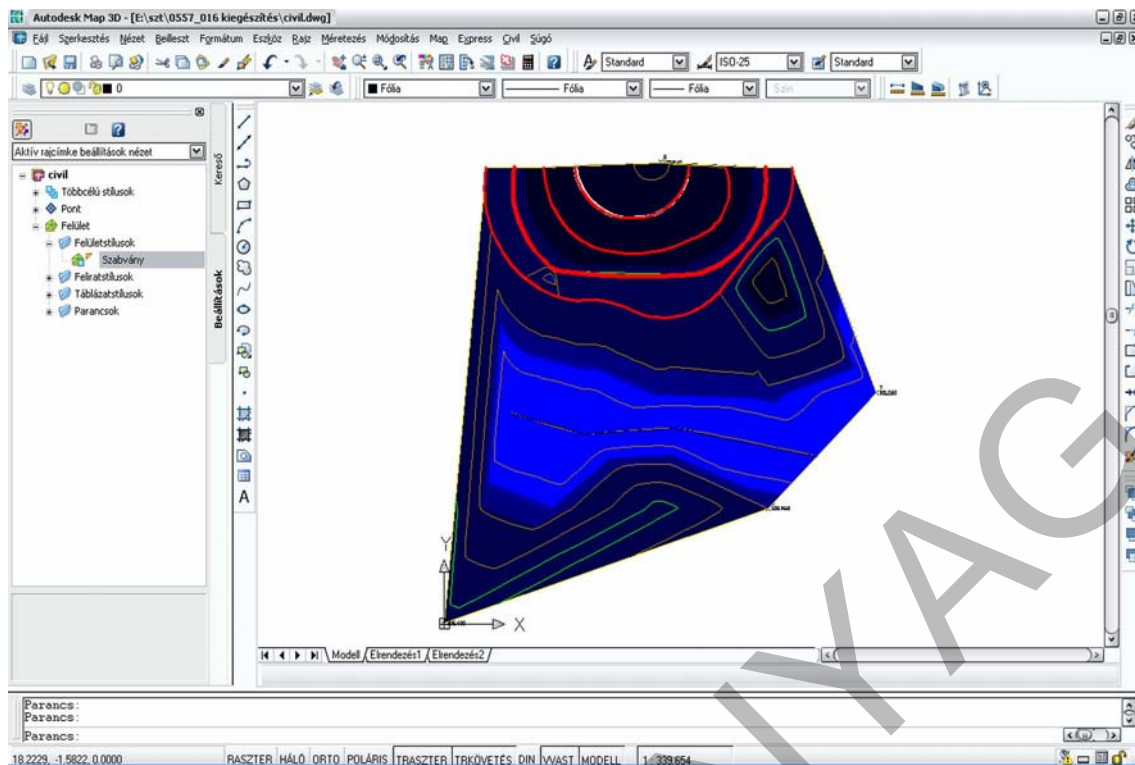 Autodesk Map 3D - [E:\szt\0557_016 kiegészítés\civil.dwg]
Fájl Szerkesztés Nézet Beilleszt Formátum Eszköz Rajz Méretezés Módosítás Map Express Civil Súgó
Standard ISO-25 Standard
0 Fólia Fólia Fólia Szín
Aktív rajzcímke beállítások nézet
civil
Többcélú stílusok
Pont
Felület
Felületstílusok
Szabvány
Feliratstílusok
Táblázatstílusok
Parancsok
Kereső
Beállítások
A
Y
X
Modell Elrendezés1 Elrendezés2
Parancs:
Parancs:
Parancs:
18.2229, -1.5822, 0.0000 RASZTER HÁLÓ ORTO POLÁRIS TRASZTER TRKÖVETÉS DIN VVAST MODELL 1: 339.654
NYAG